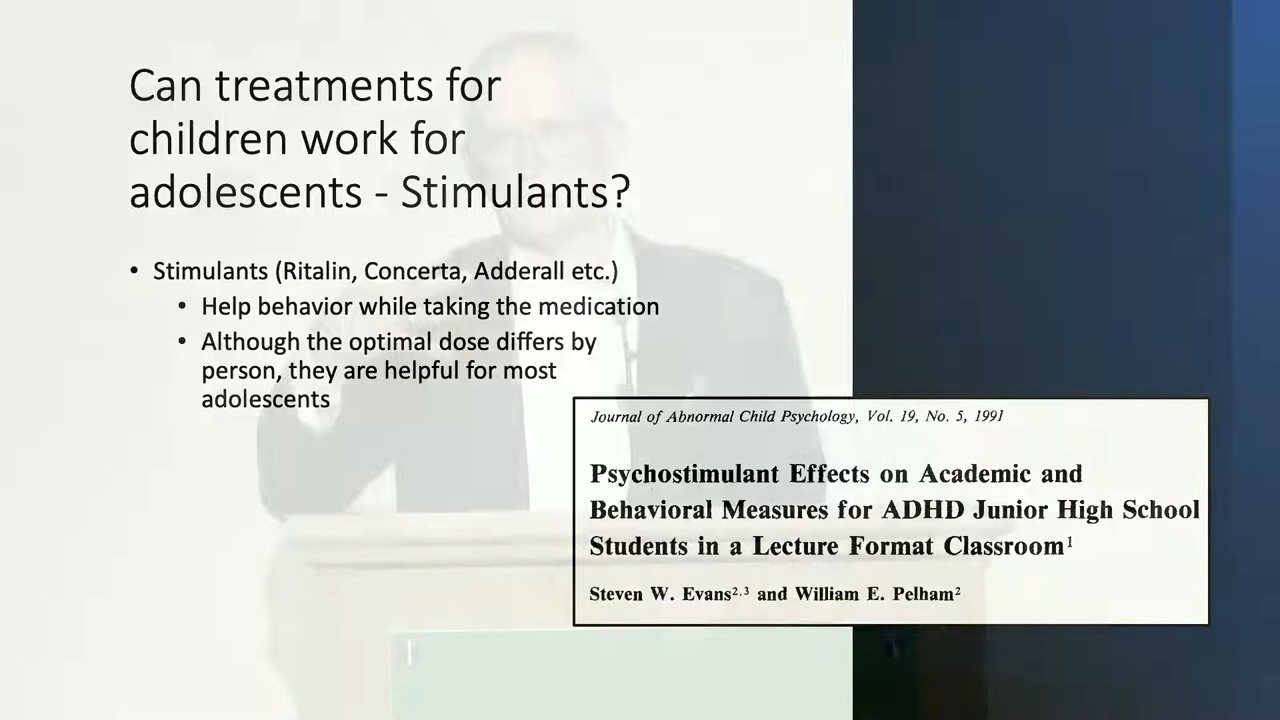 Can treatments for
children work for
adolescents - Stimulants?
• Stimulants (Ritalin, Concerta, Adderall etc.)
• Help behavior while taking the medication
• Although the optimal dose differs by
person, they are helpful for most
adolescents
Journal of Abnormal Child Psychology, Vol. 19, No. 5, 1991
Psychostimulant Effects on Academic and
Behavioral Measures for ADHD Junior High School
Students in a Lecture Format Classroom¹
Steven W. Evans²,³ and William E. Pelham²